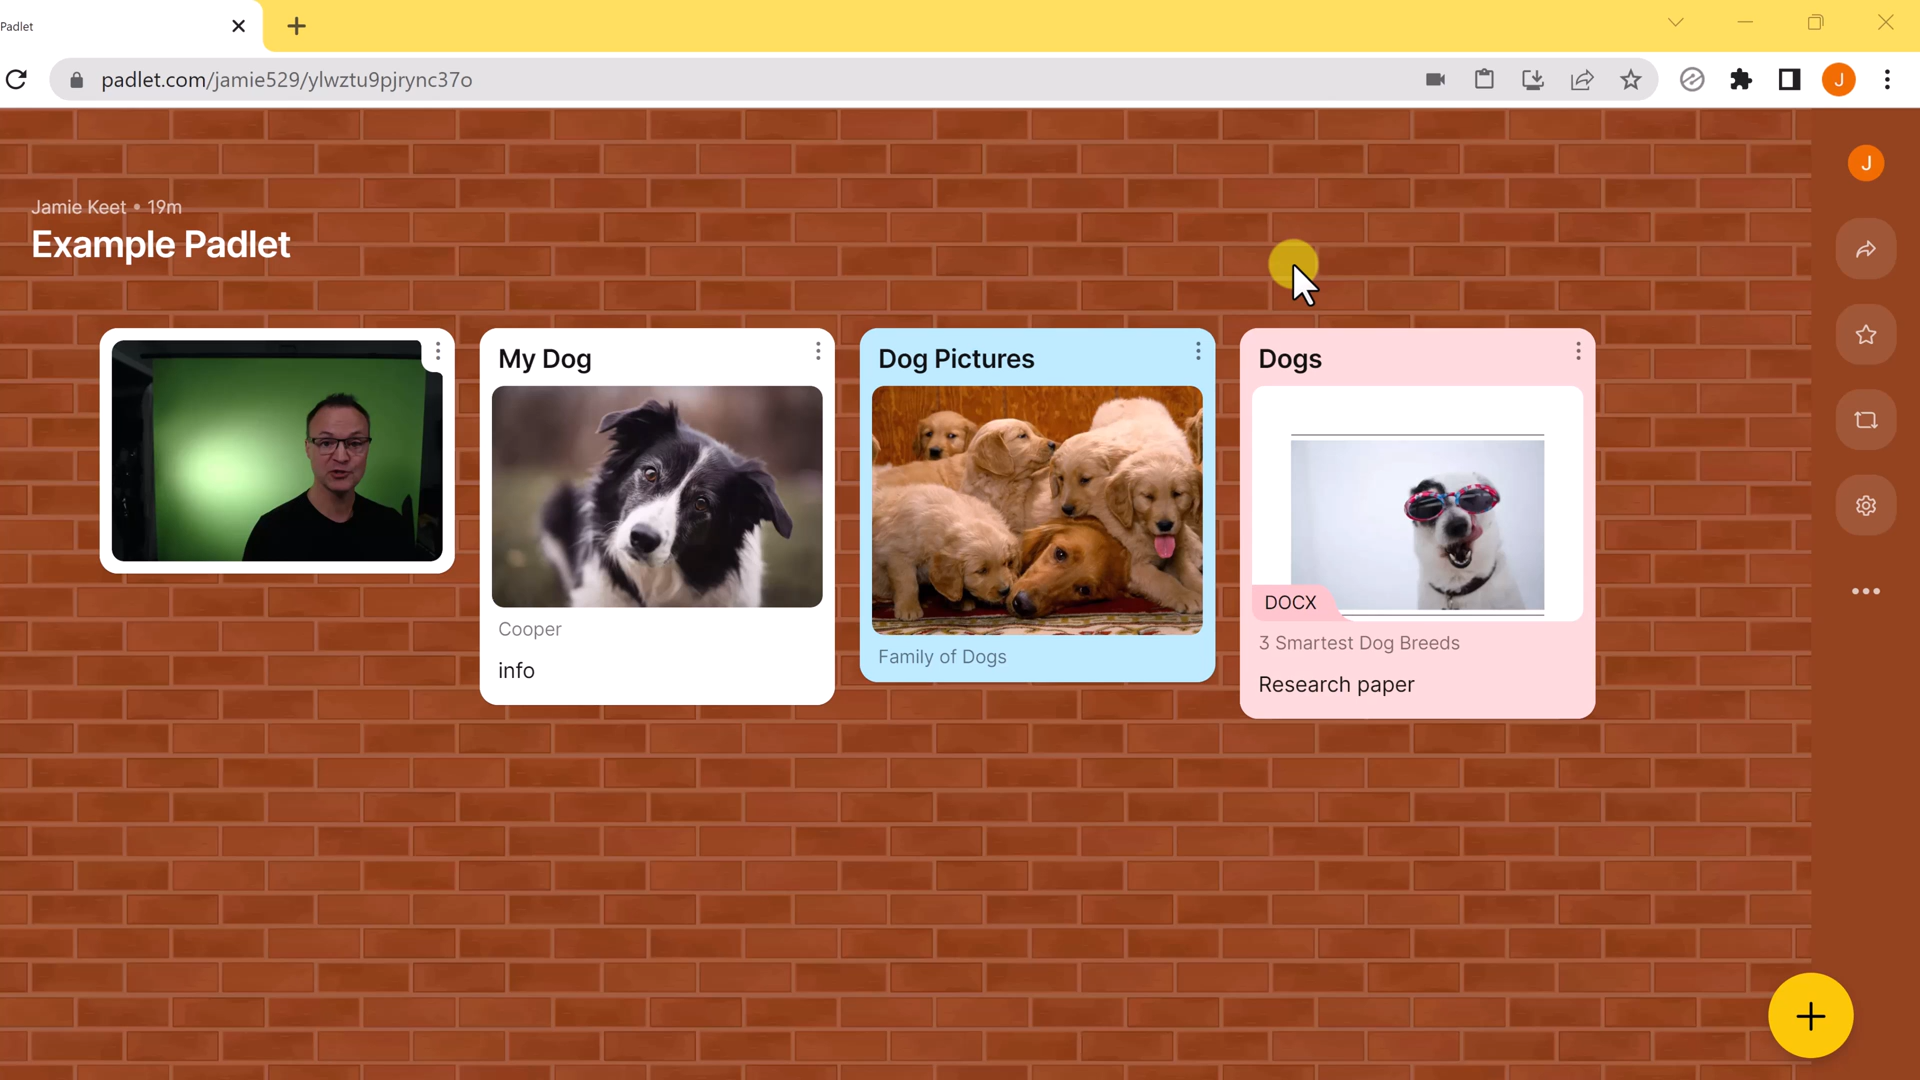 Padlet
padlet.com/jamie529/ylwztu9pjrync37o
J
J
Jamie Keet • 19m
Example Padlet
My Dog
Cooper
info
Dog Pictures
Family of Dogs
Dogs
DOCX
3 Smartest Dog Breeds
Research paper